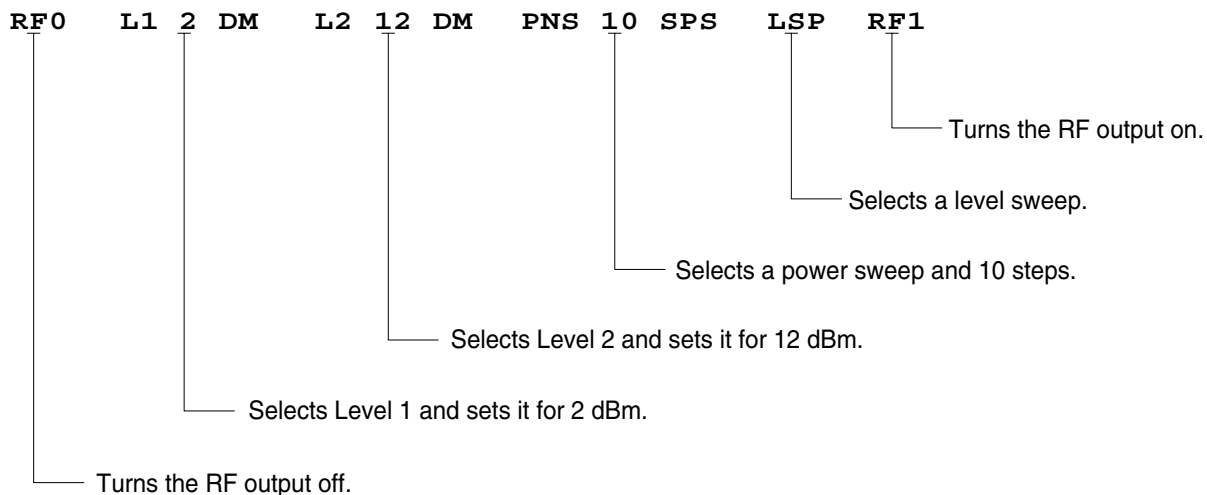 RF0 L1 2 DM L2 12 DM PNS 10 SPS LSP RF1
Turns the RF output on.
Selects a level sweep.
Selects a power sweep and 10 steps.
Selects Level 2 and sets it for 12 dBm.
Selects Level 1 and sets it for 2 dBm.
Turns the RF output off.